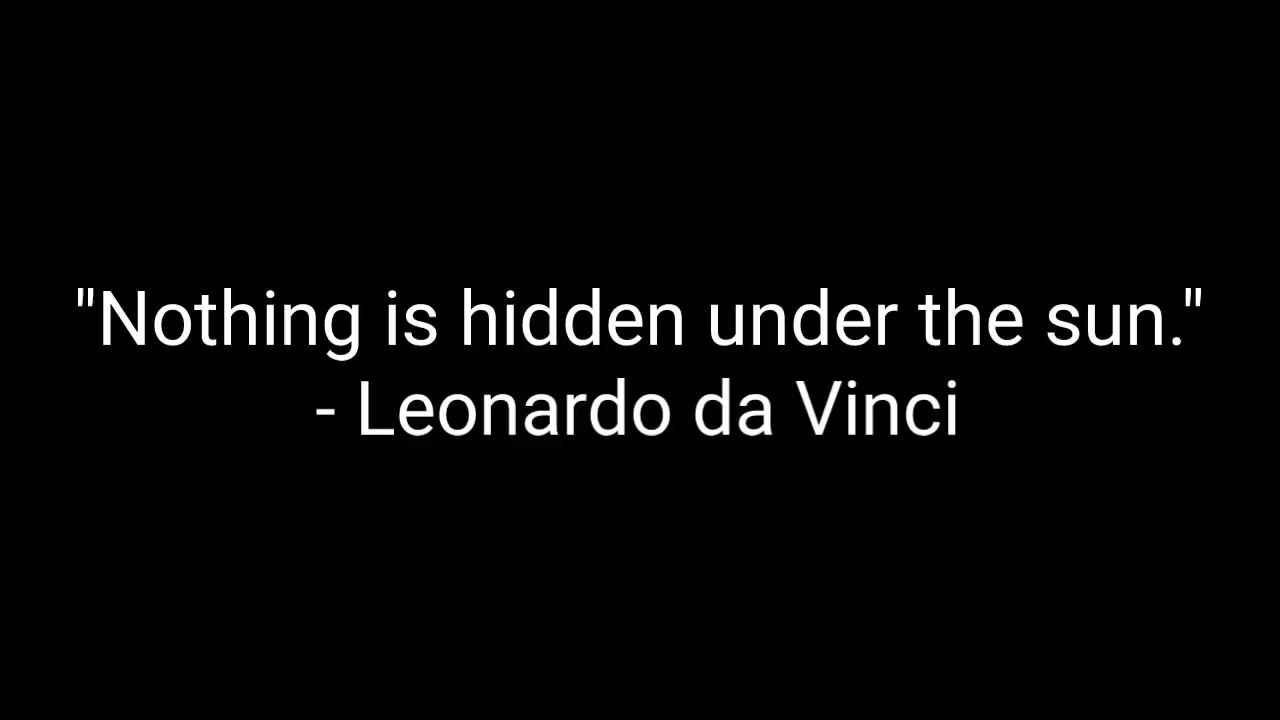 "Nothing is hidden under the sun."
- Leonardo da Vinci